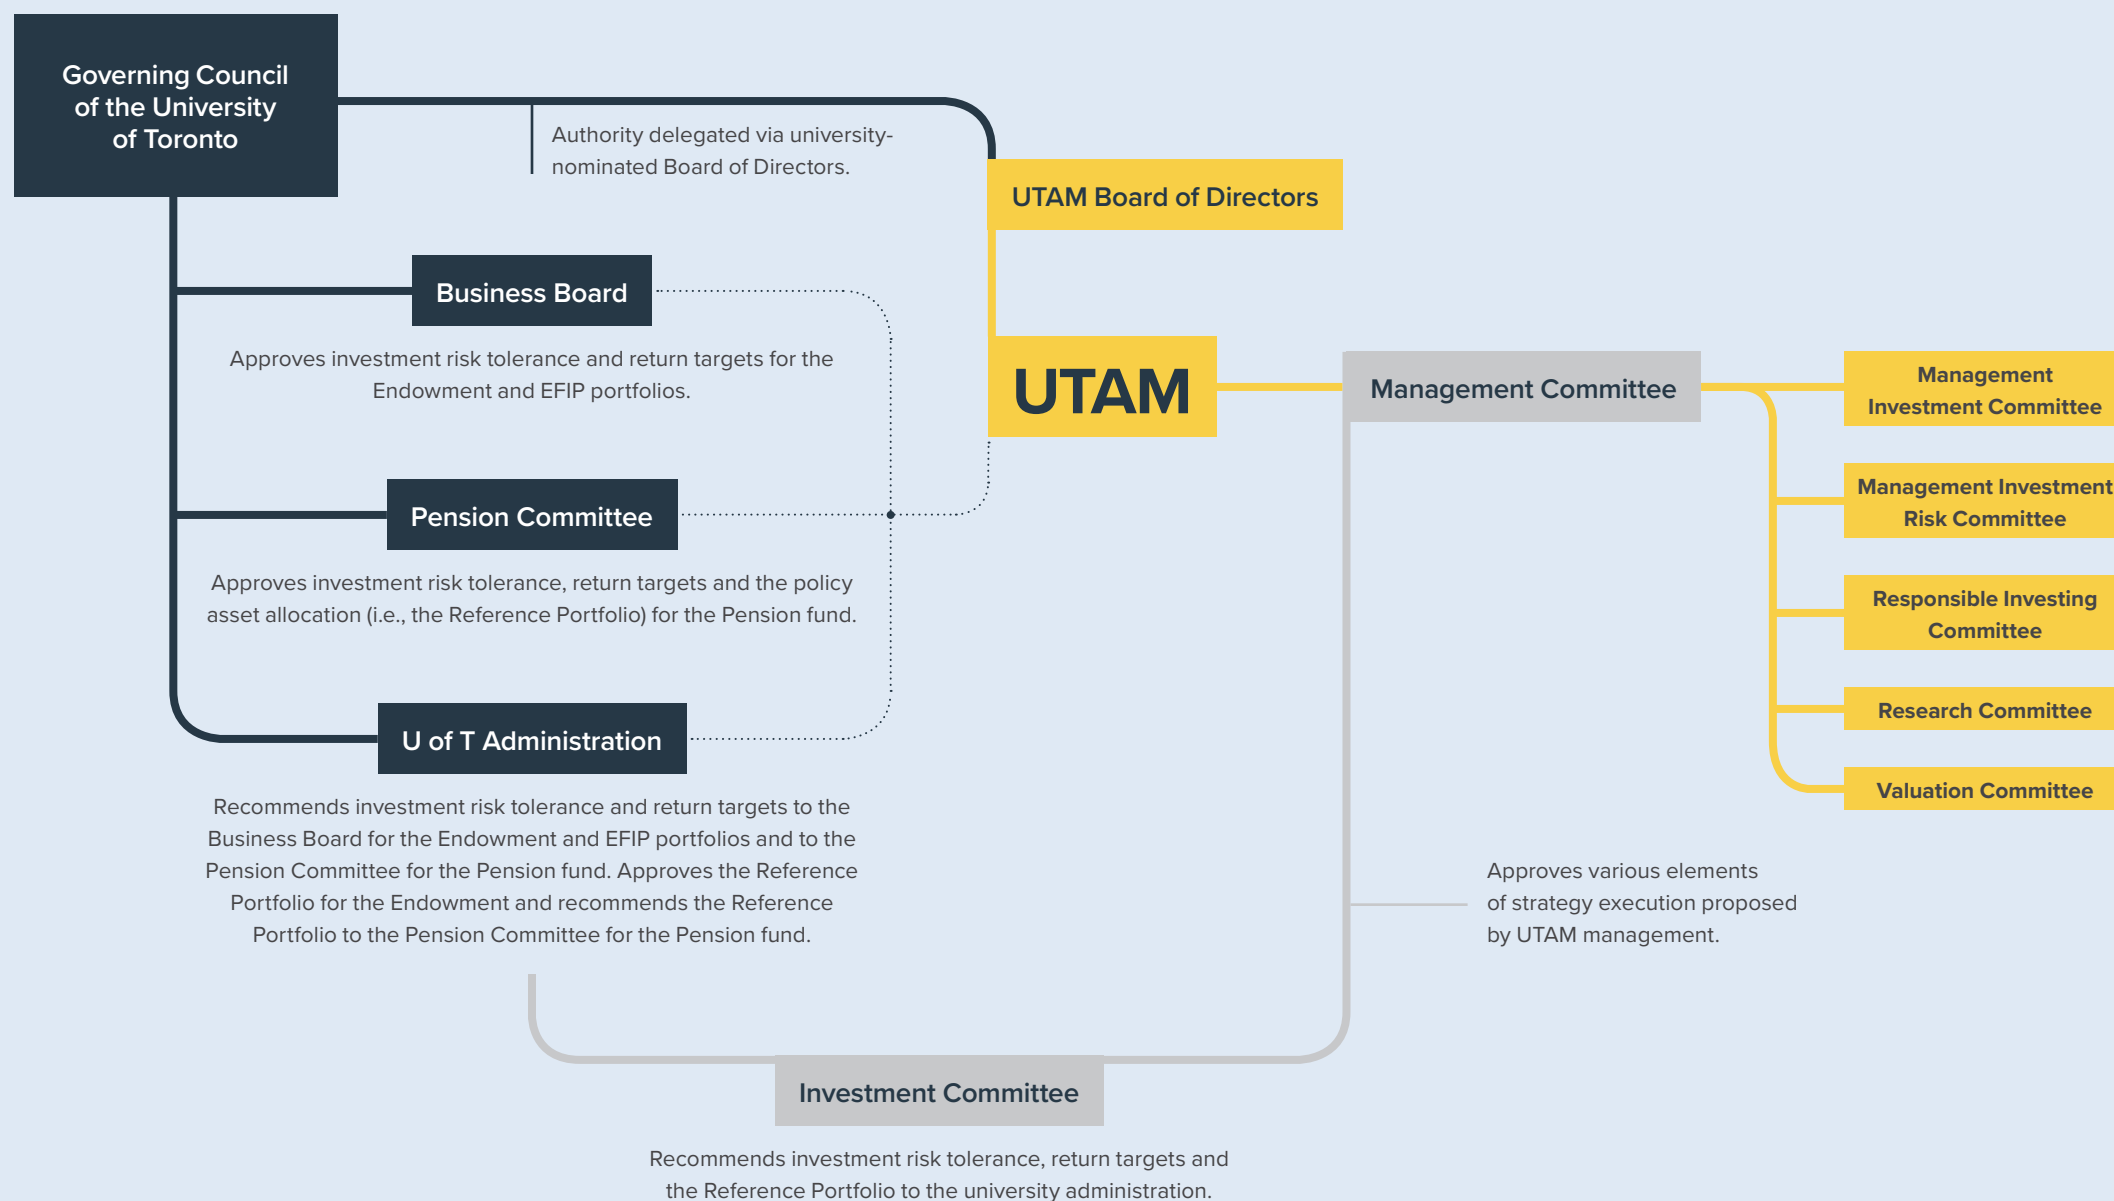 Governing Council
of the University
of Toronto
Authority delegated via university-
nominated Board of Directors.
UTAM Board of Directors
Business Board
Approves investment risk tolerance and return targets for the
Endowment and EFIP portfolios.
UTAM
Management Committee
Management
Investment Committee
Management Investment
Risk Committee
Responsible Investing
Committee
Research Committee
Valuation Committee
Pension Committee
Approves investment risk tolerance, return targets and the policy
asset allocation (i.e., the Reference Portfolio) for the Pension fund.
U of T Administration
Recommends investment risk tolerance and return targets to the
Business Board for the Endowment and EFIP portfolios and to the
Pension Committee for the Pension fund. Approves the Reference
Portfolio for the Endowment and recommends the Reference
Portfolio to the Pension Committee for the Pension fund.
Approves various elements
of strategy execution proposed
by UTAM management.
Investment Committee
Recommends investment risk tolerance, return targets and
the Reference Portfolio to the university administration.